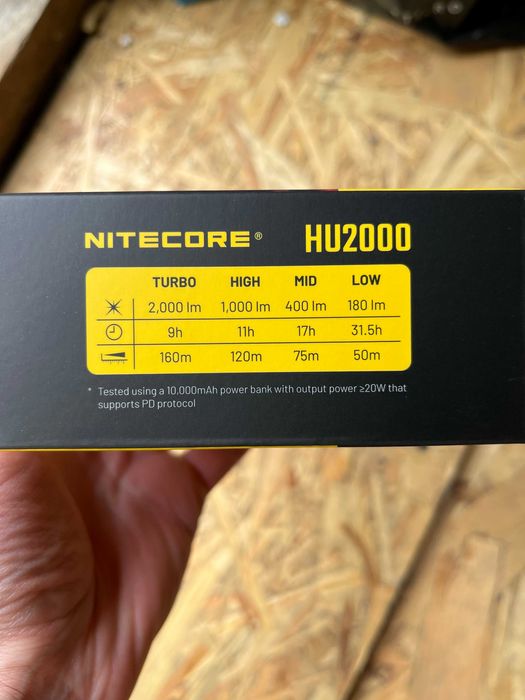 NITECORE® HU2000
TURBO HIGH MID LOW
2,000 lm 1,000 lm 400 lm 180 lm
9h 11h 17h 31.5h
160m 120m 75m 50m
* Tested using a 10,000mAh power bank with output power ≥20W that
supports PD protocol